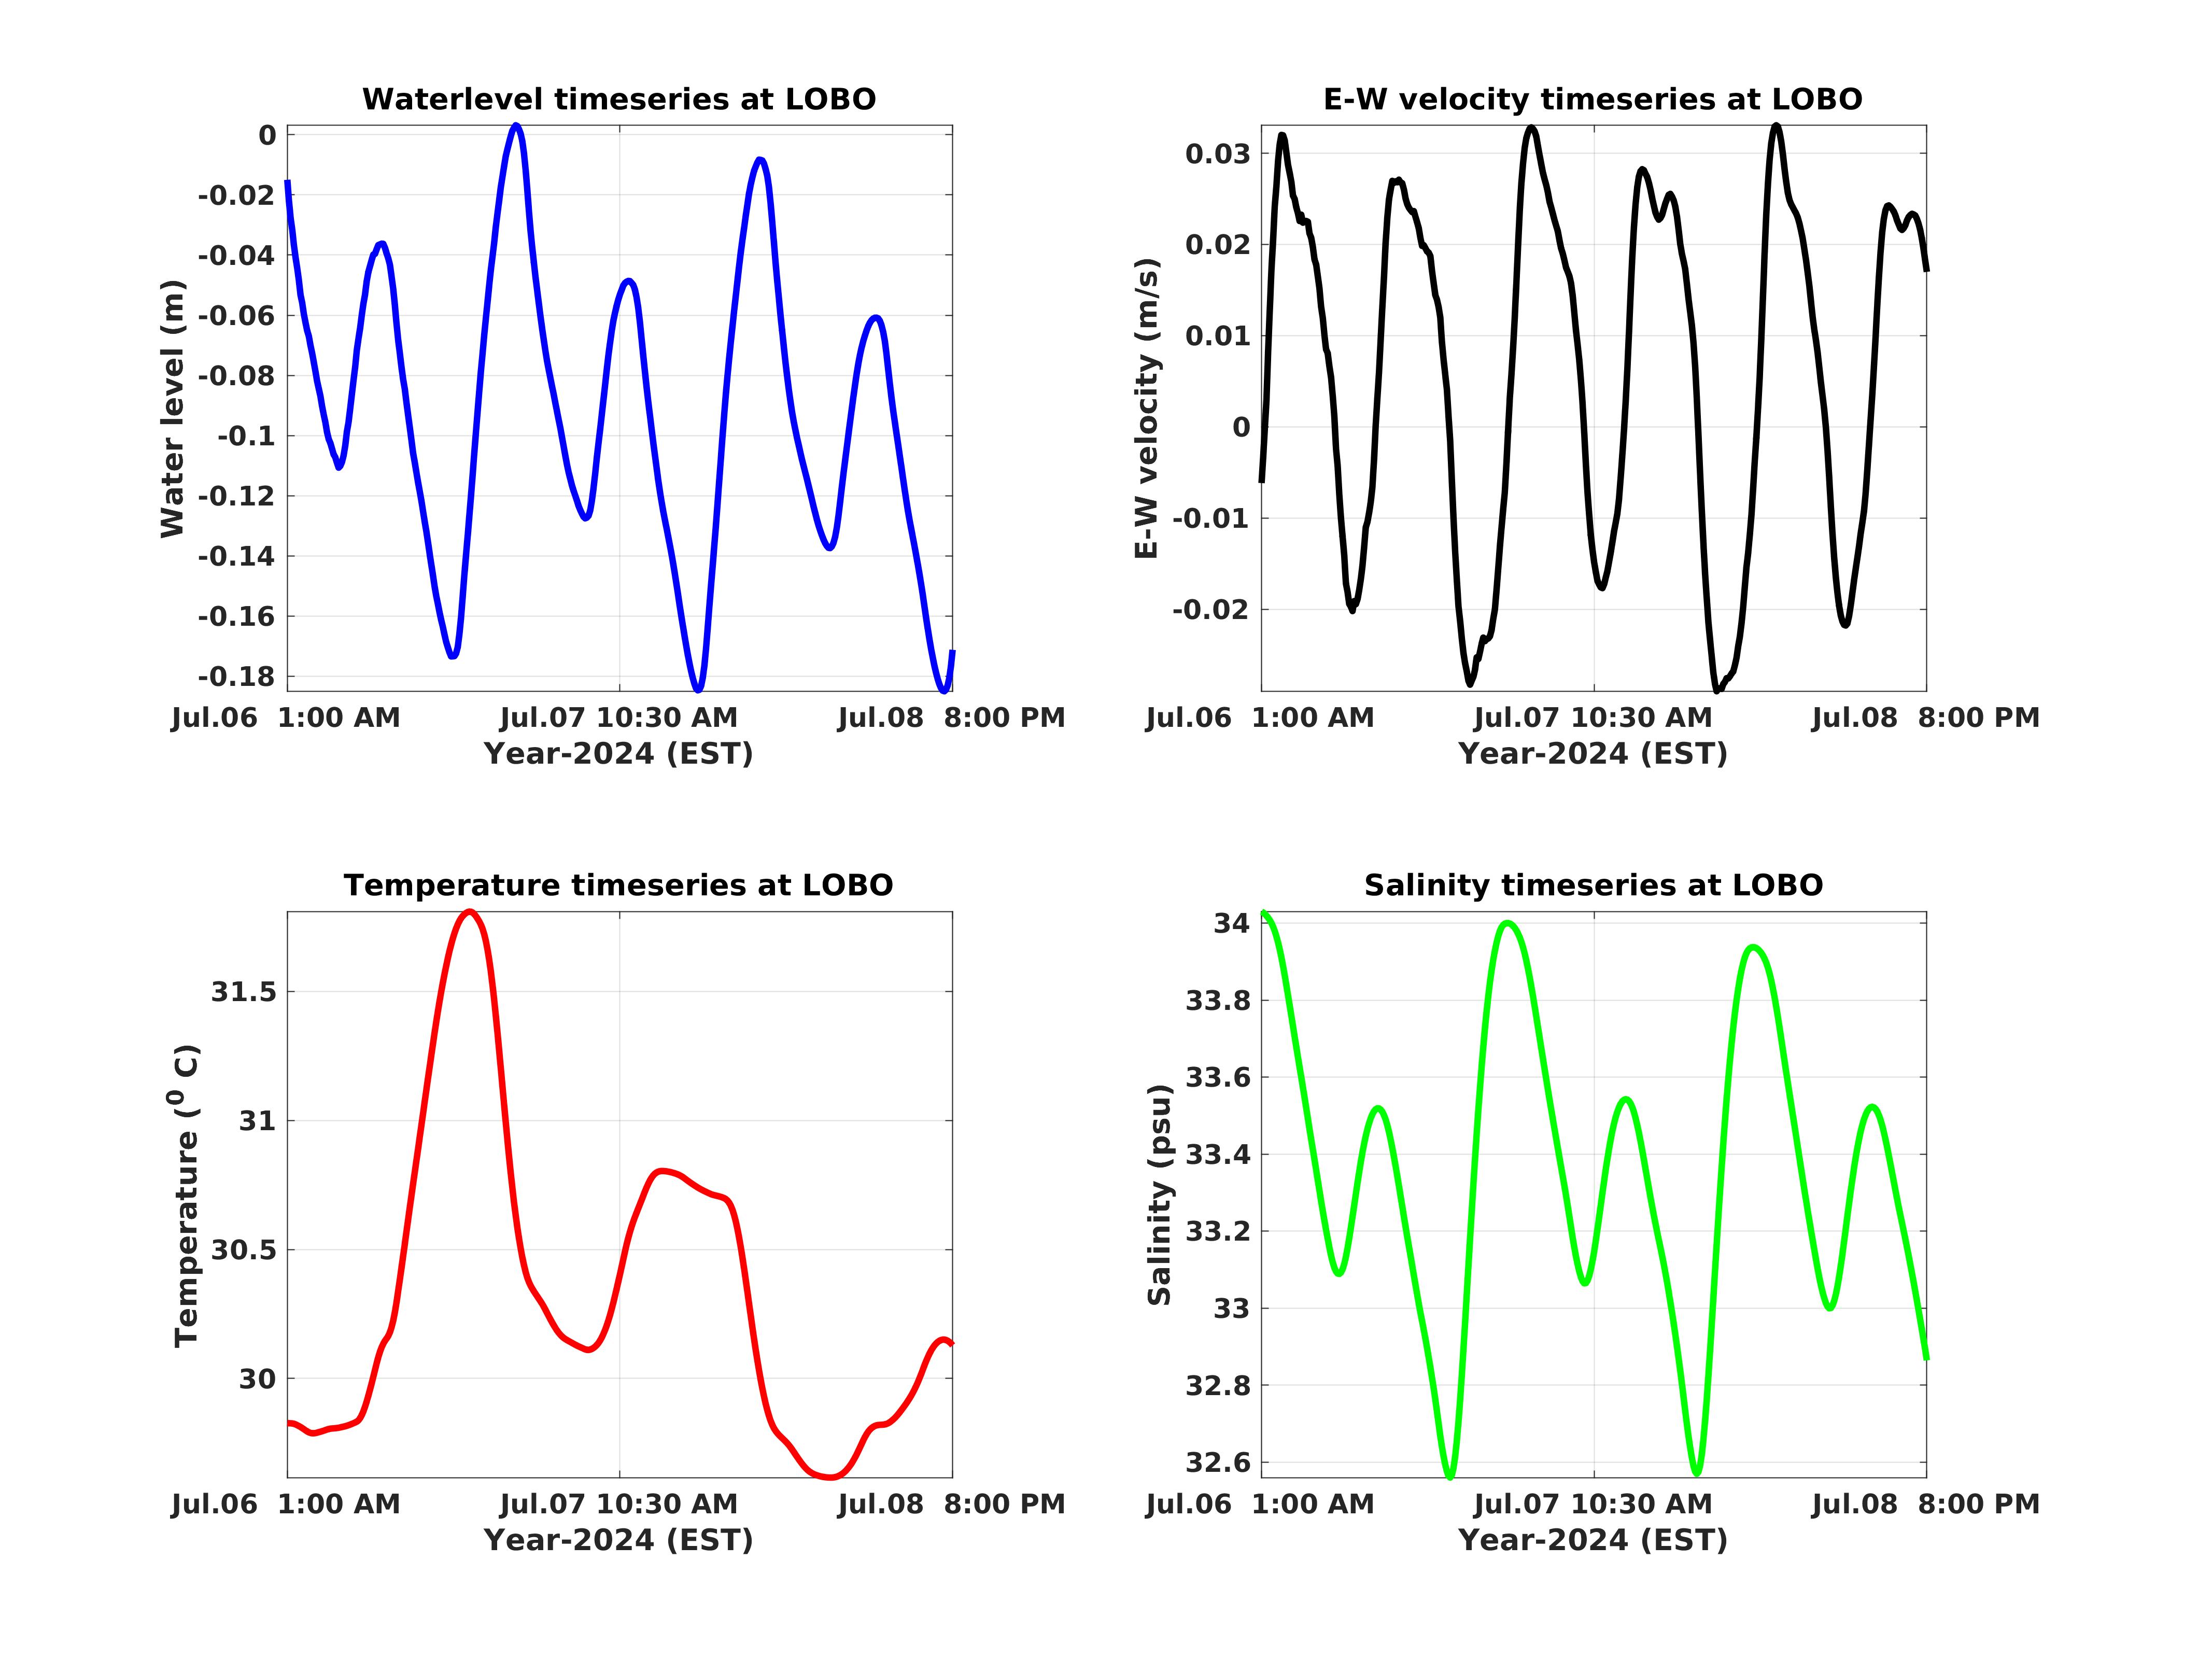 Waterlevel timeseries at LOBO
0
-0.02
-0.04
-0.06
-0.08
-0.1
-0.12
-0.14
-0.16
-0.18
Water level (m)
Jul.06 1:00 AM
Jul.07 10:30 AM
Jul.08 8:00 PM
Year-2024 (EST)
E-W velocity timeseries at LOBO
0.03
0.02
0.01
0
-0.01
-0.02
E-W velocity (m/s)
Jul.06 1:00 AM
Jul.07 10:30 AM
Jul.08 8:00 PM
Year-2024 (EST)
Temperature timeseries at LOBO
31.5
31
30.5
30
Temperature (⁰ C)
Jul.06 1:00 AM
Jul.07 10:30 AM
Jul.08 8:00 PM
Year-2024 (EST)
Salinity timeseries at LOBO
34
33.8
33.6
33.4
33.2
33
32.8
32.6
Salinity (psu)
Jul.06 1:00 AM
Jul.07 10:30 AM
Jul.08 8:00 PM
Year-2024 (EST)